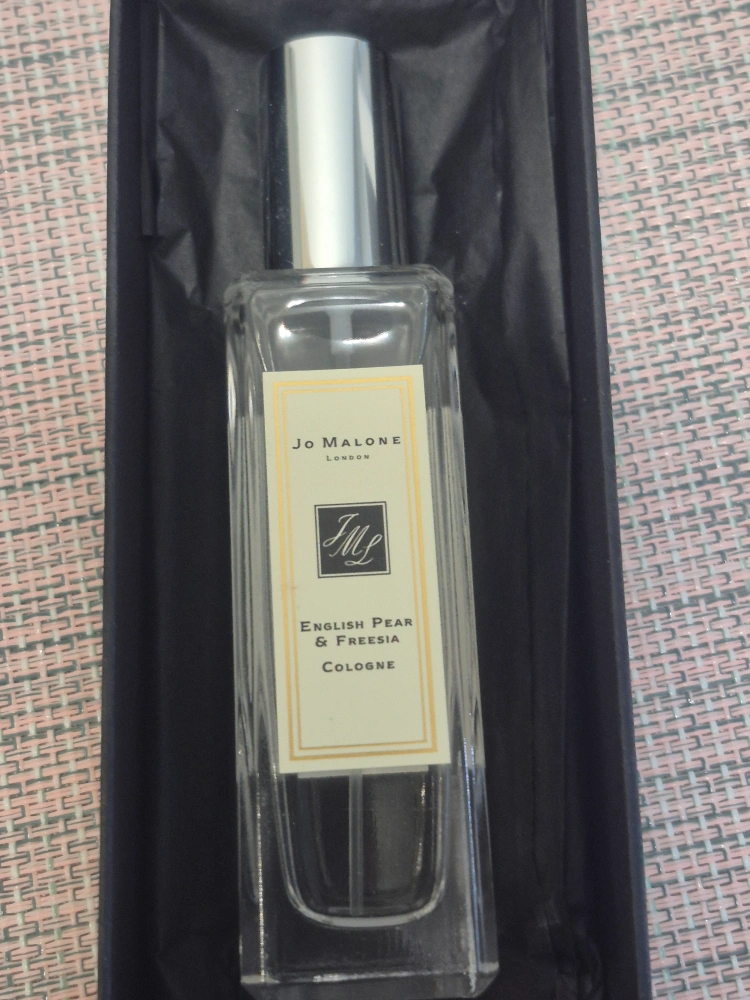 Jo Malone
London
JML
English Pear
& Freesia
Cologne